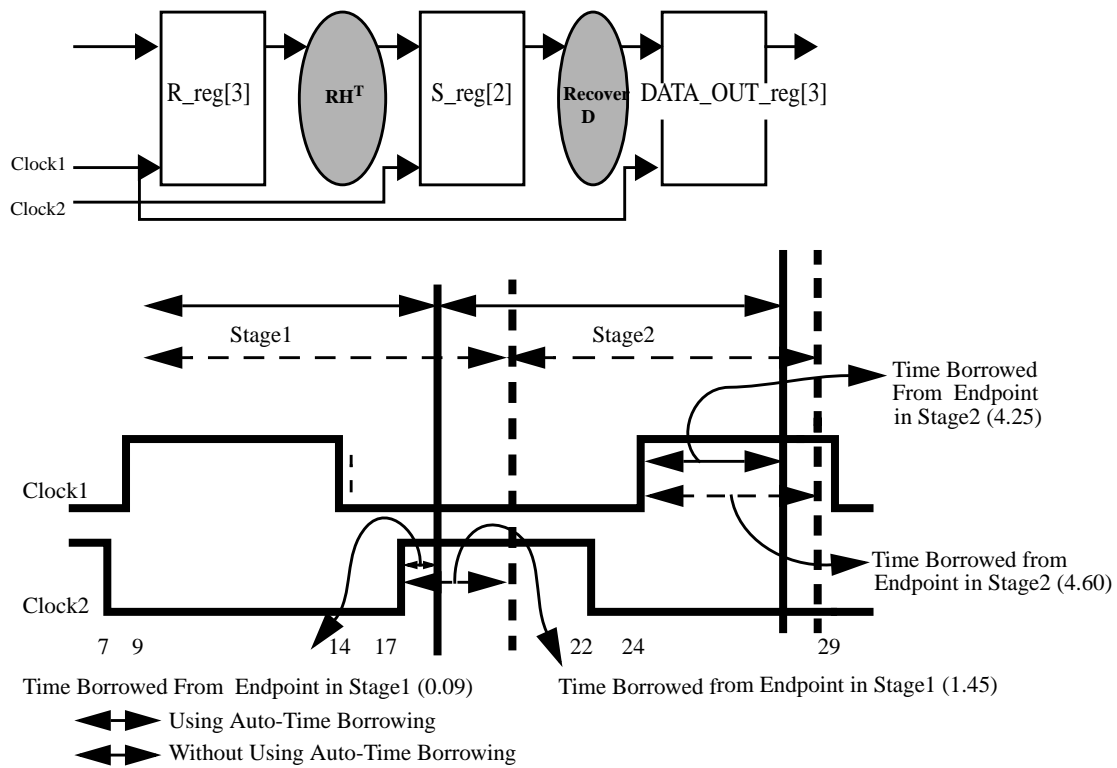 R_reg[3]
RHT
S_reg[2]
Recover
D
DATA_OUT_reg[3]
Clock1
Clock2
Stage1
Stage2
Time Borrowed
From Endpoint
in Stage2 (4.25)
Clock1
Time Borrowed from
Endpoint in Stage2 (4.60)
Clock2
7 9 14 17 22 24 29
Time Borrowed From Endpoint in Stage1 (0.09)
Time Borrowed from Endpoint in Stage1 (1.45)
Using Auto-Time Borrowing
Without Using Auto-Time Borrowing